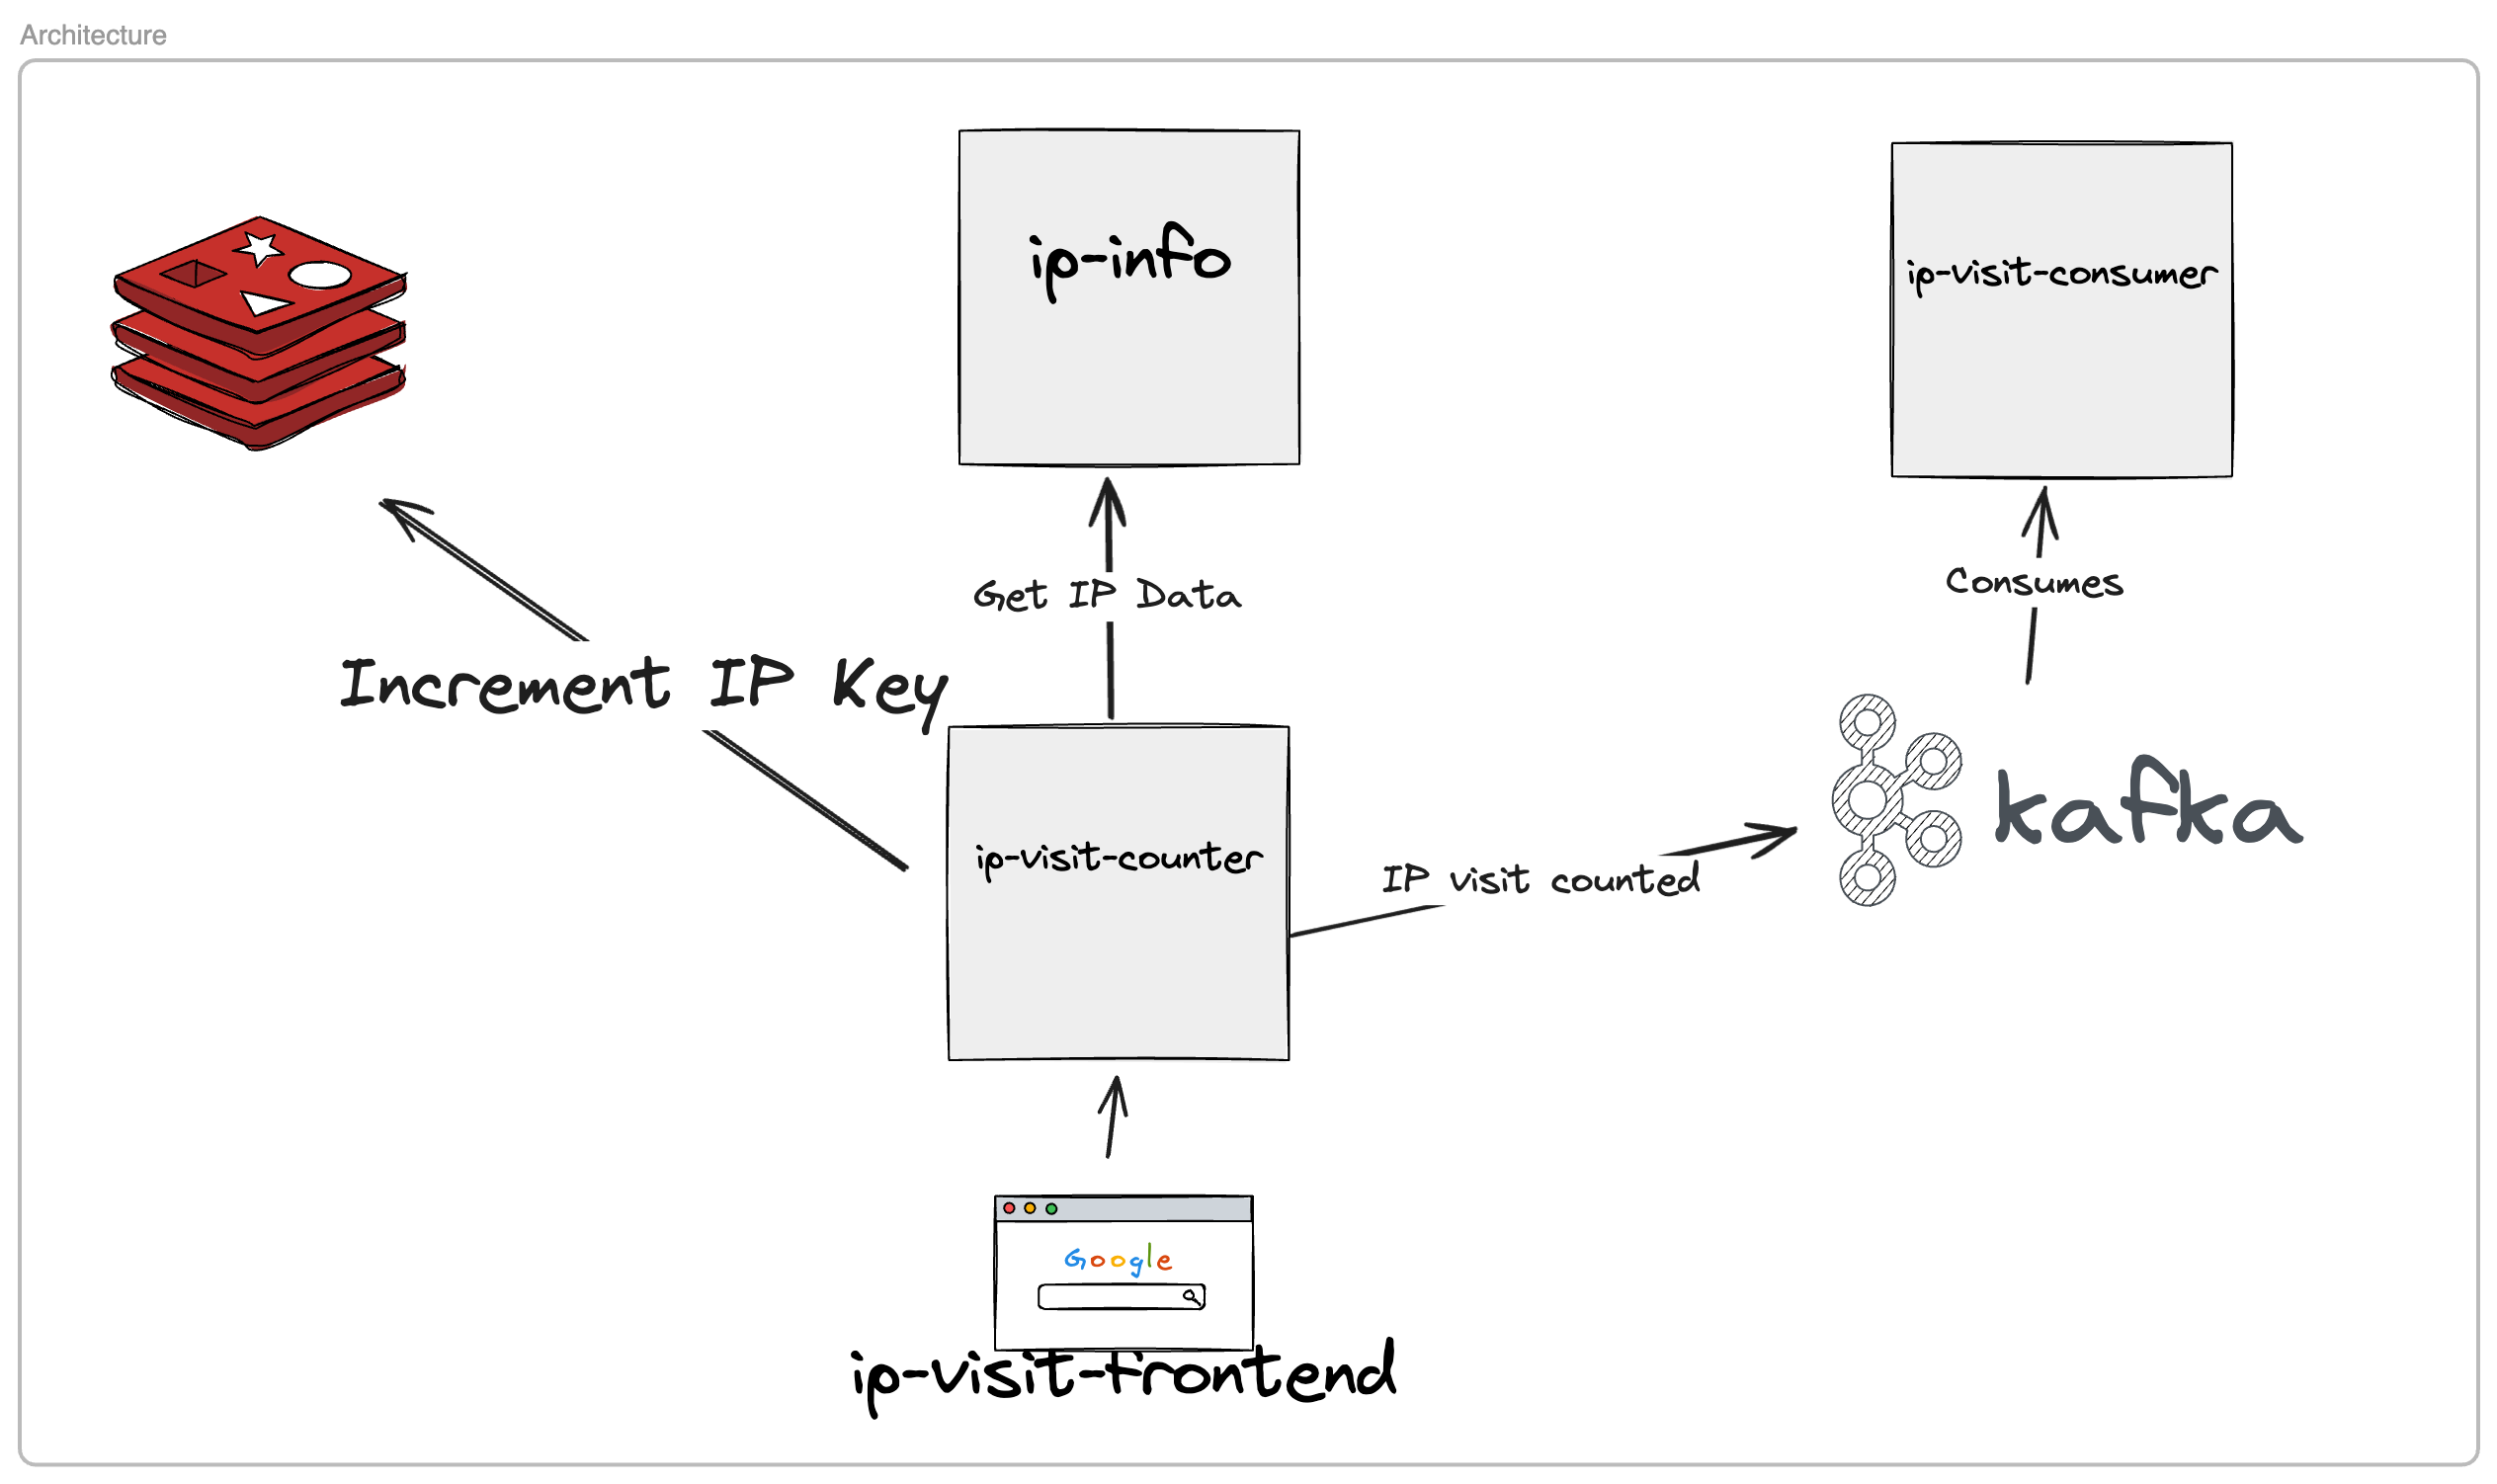 Architecture
ip-info
ip-visit-consumer
Get IP Data
Consumes
Increment IP Key
kafka
ip-visit-counter
IP visit counted
Google
ip-visit-frontend